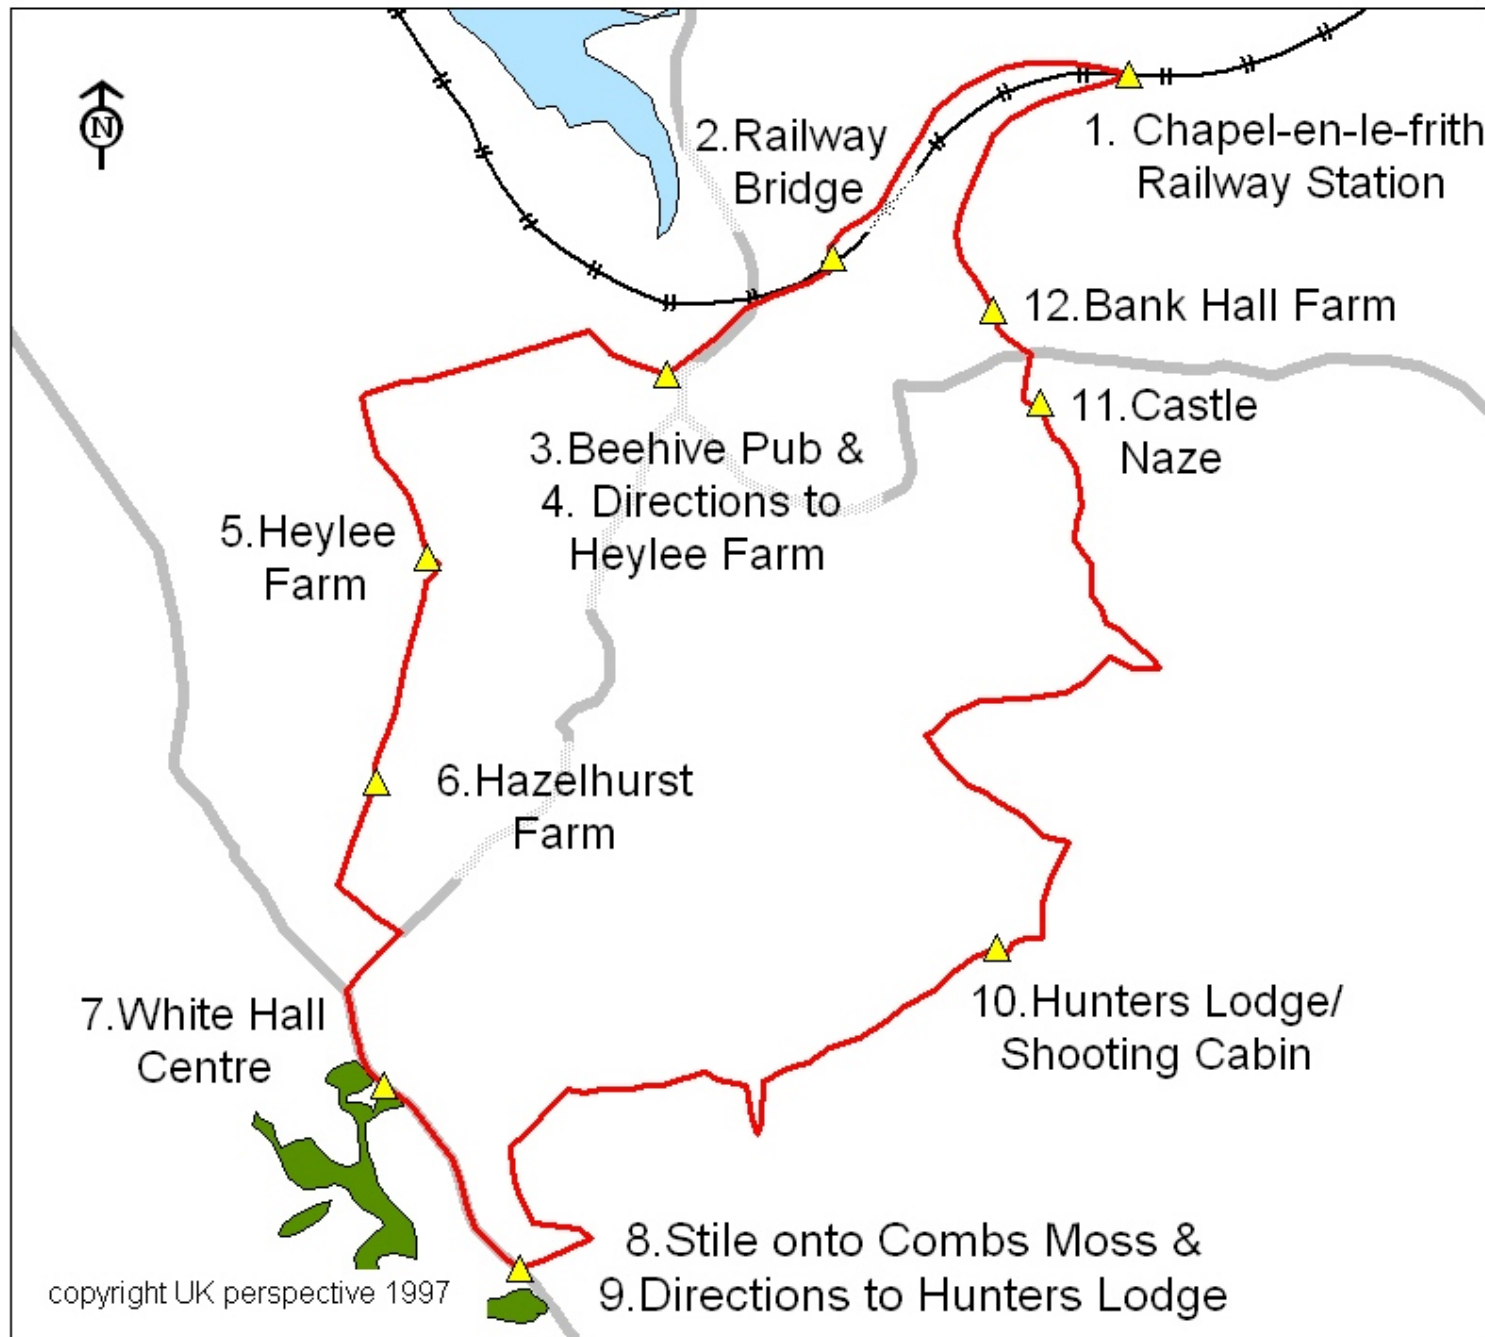 N
1. Chapel-en-le-frith
Railway Station
2.Railway
Bridge
3.Beehive Pub &
4. Directions to
Heylee Farm
5.Heylee
Farm
6.Hazelhurst
Farm
7.White Hall
Centre
8.Stile onto Combs Moss &
9.Directions to Hunters Lodge
10.Hunters Lodge/
Shooting Cabin
11.Castle
Naze
12.Bank Hall Farm
copyright UK perspective 1997